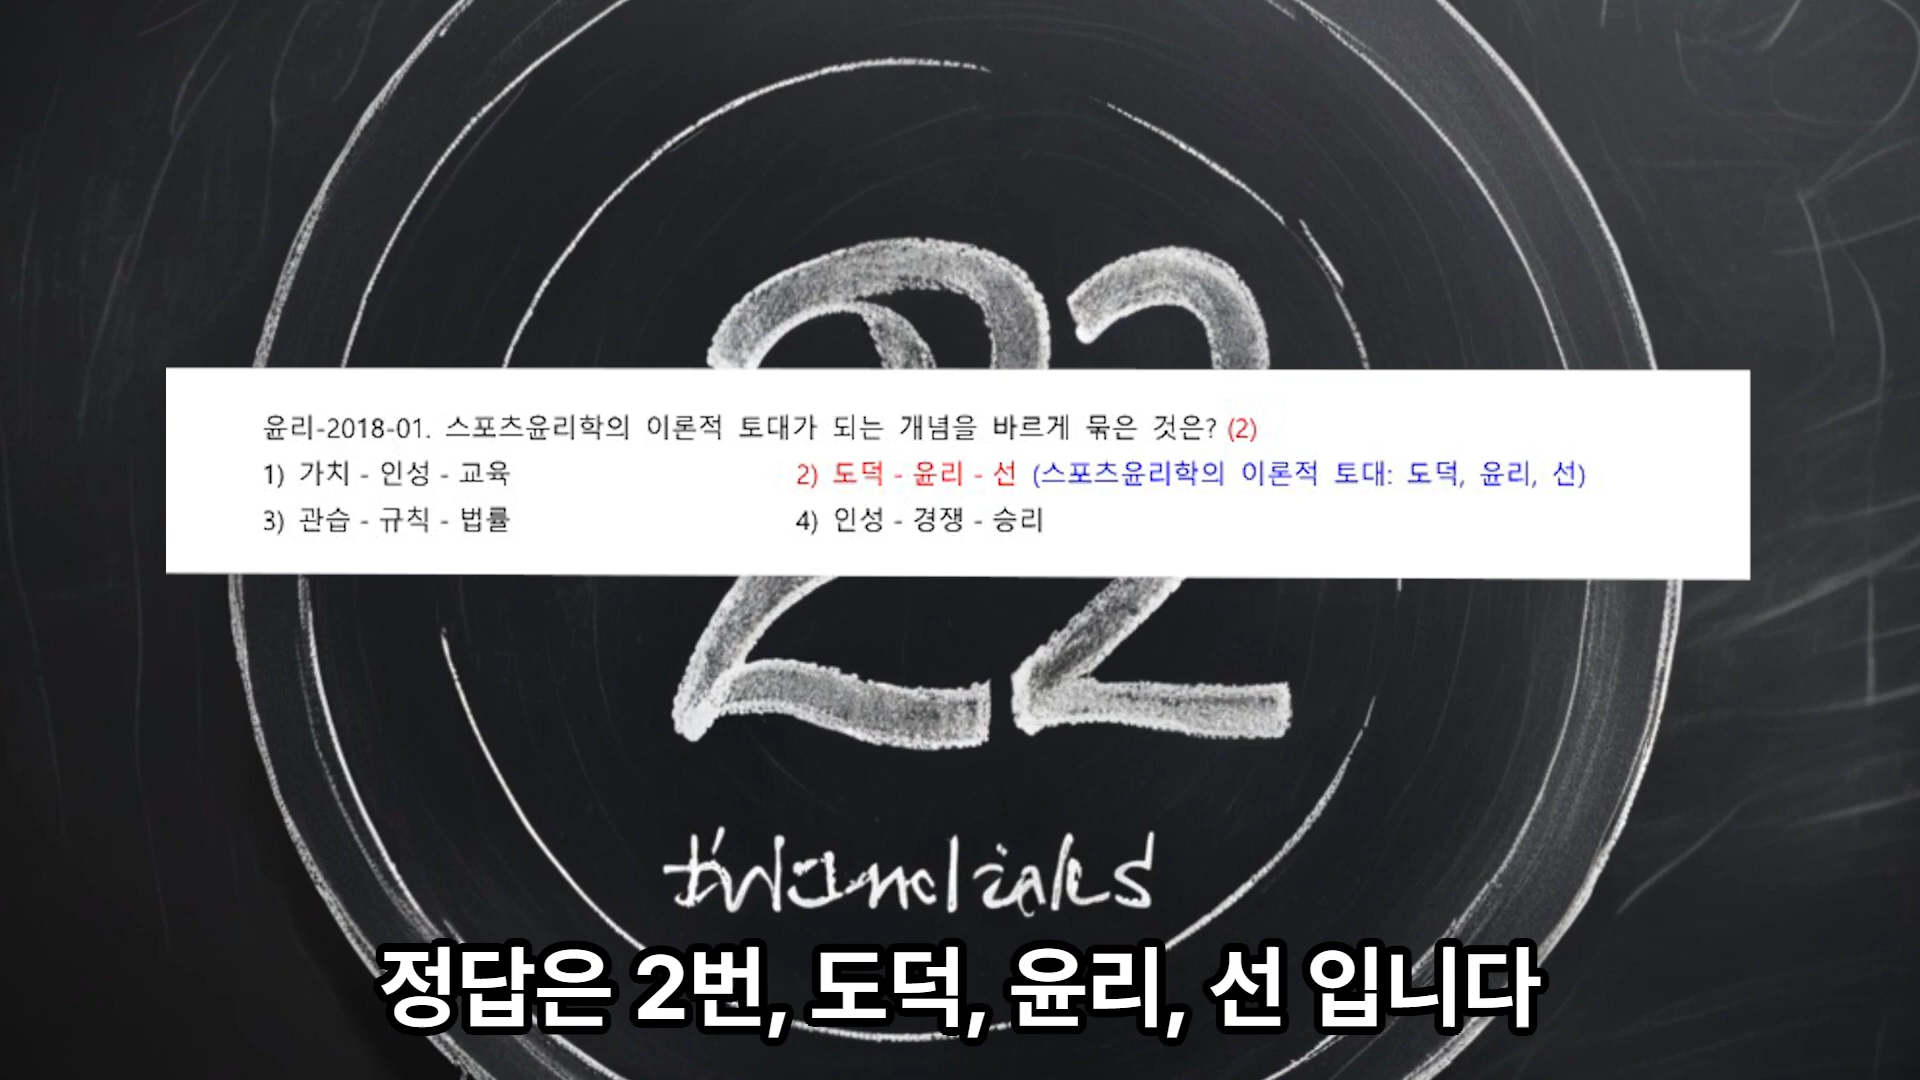 22
윤리-2018-01. 스포츠윤리학의 이론적 토대가 되는 개념을 바르게 묶은 것은? (2)
1) 가치 - 인성 - 교육
2) 도덕 - 윤리 - 선 (스포츠윤리학의 이론적 토대: 도덕, 윤리, 선)
3) 관습 - 규칙 - 법률
4) 인성 - 경쟁 - 승리
정답은 2번, 도덕, 윤리, 선 입니다